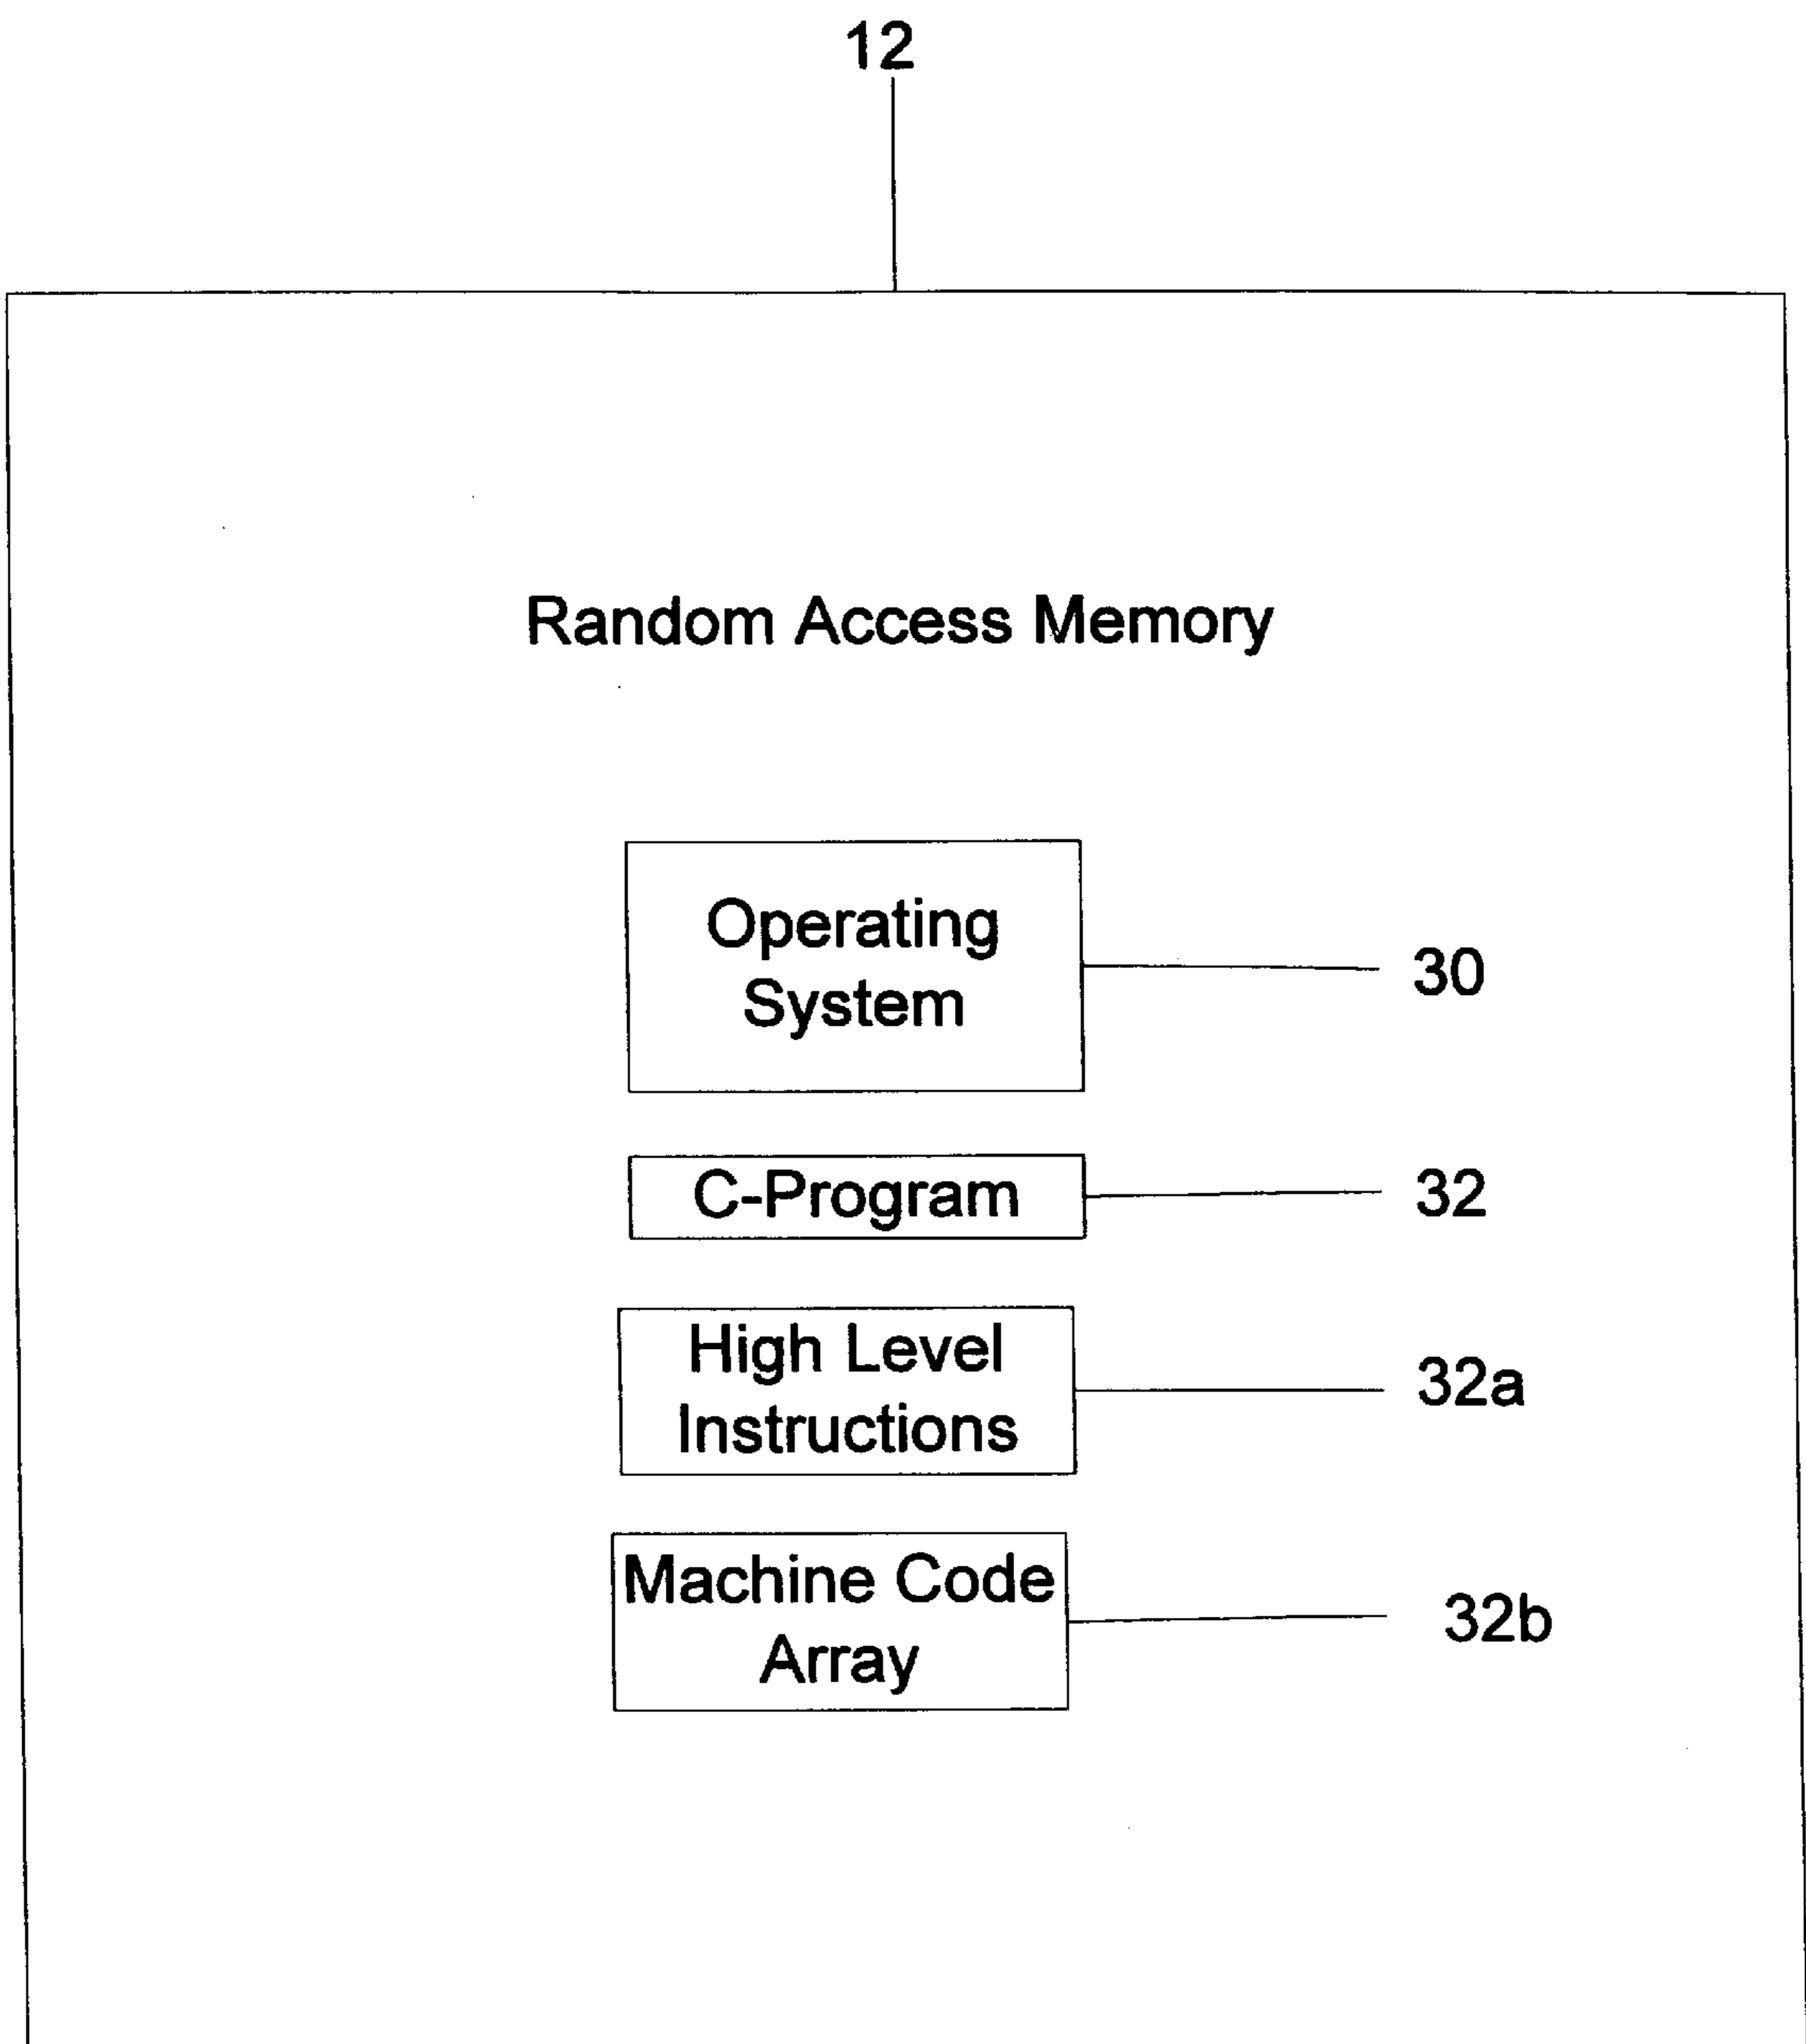 12
Random Access Memory
Operating
System
30
C-Program
32
High Level
Instructions
32a
Machine Code
Array
32b